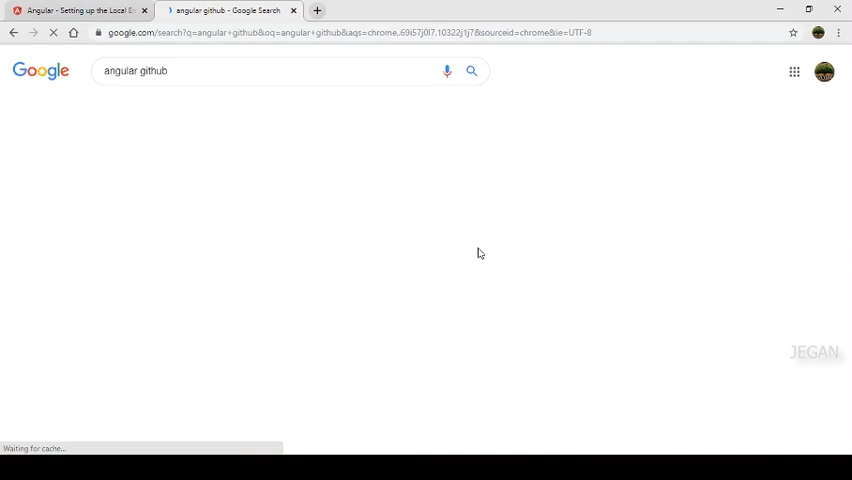 Angular - Setting up the Local En
angular github - Google Search
google.com/search?q=angular+github&oq=angular+github&aqs=chrome..69i57j0l7.10322j1j7&sourceid=chrome&ie=UTF-8
Google
angular github
JEGAN
Waiting for cache...